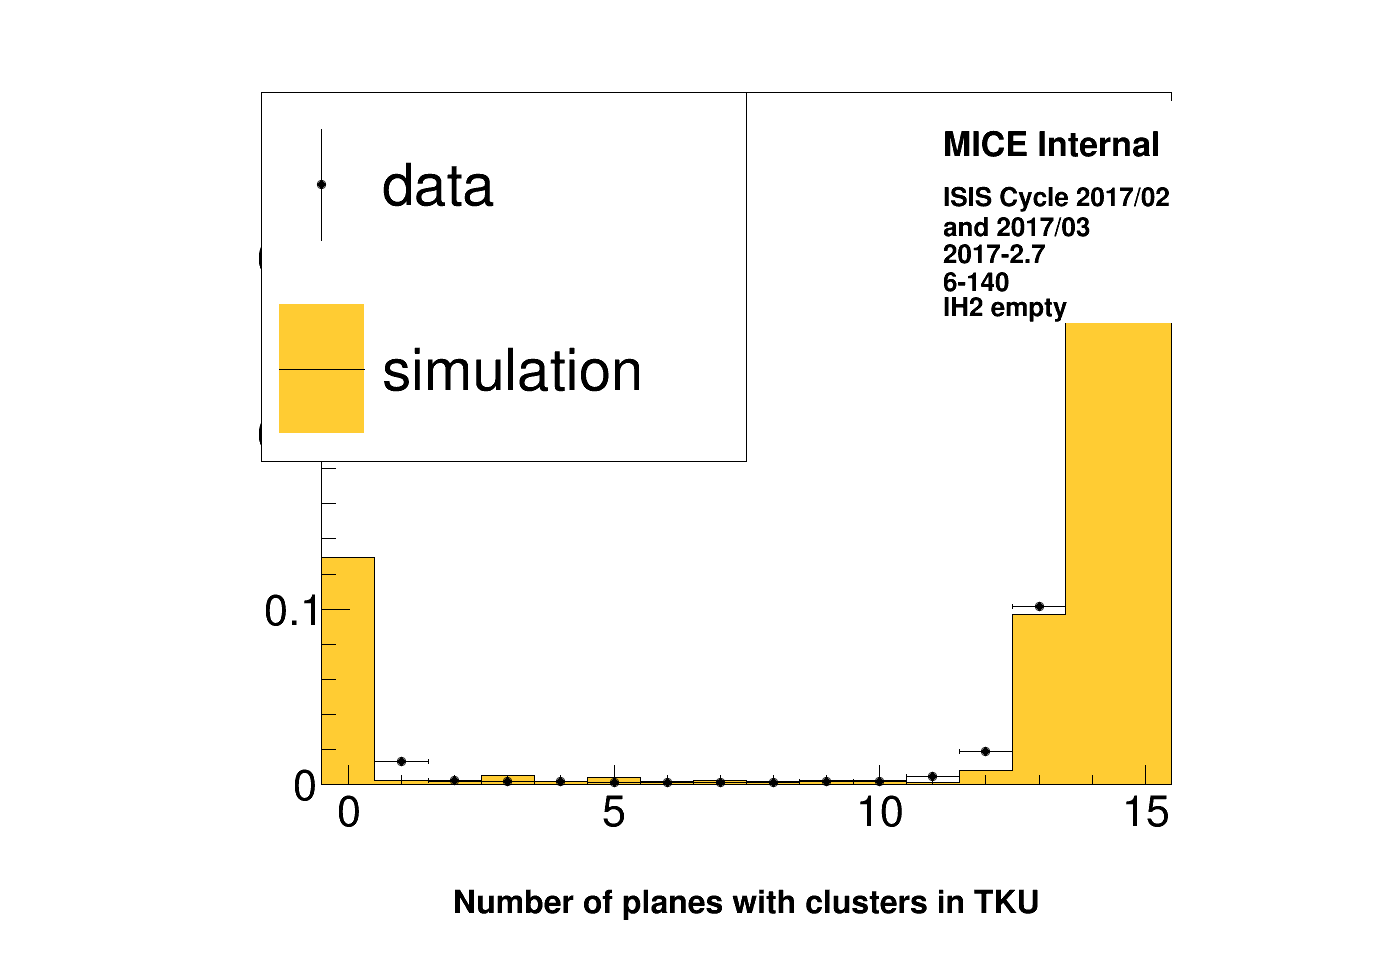 data
simulation
MICE Internal
ISIS Cycle 2017/02
and 2017/03
2017-2.7
6-140
IH2 empty
0.1
0
0 5 10 15
Number of planes with clusters in TKU